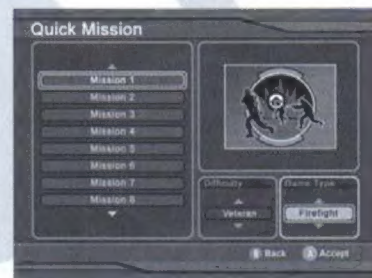 Quick Mission
Mission 1
Mission 2
Mission 3
Mission 4
Mission 5
Mission 6
Mission 7
Mission 8
Difficulty
Veteran
Game Type
Firefight
B Back
A Accept